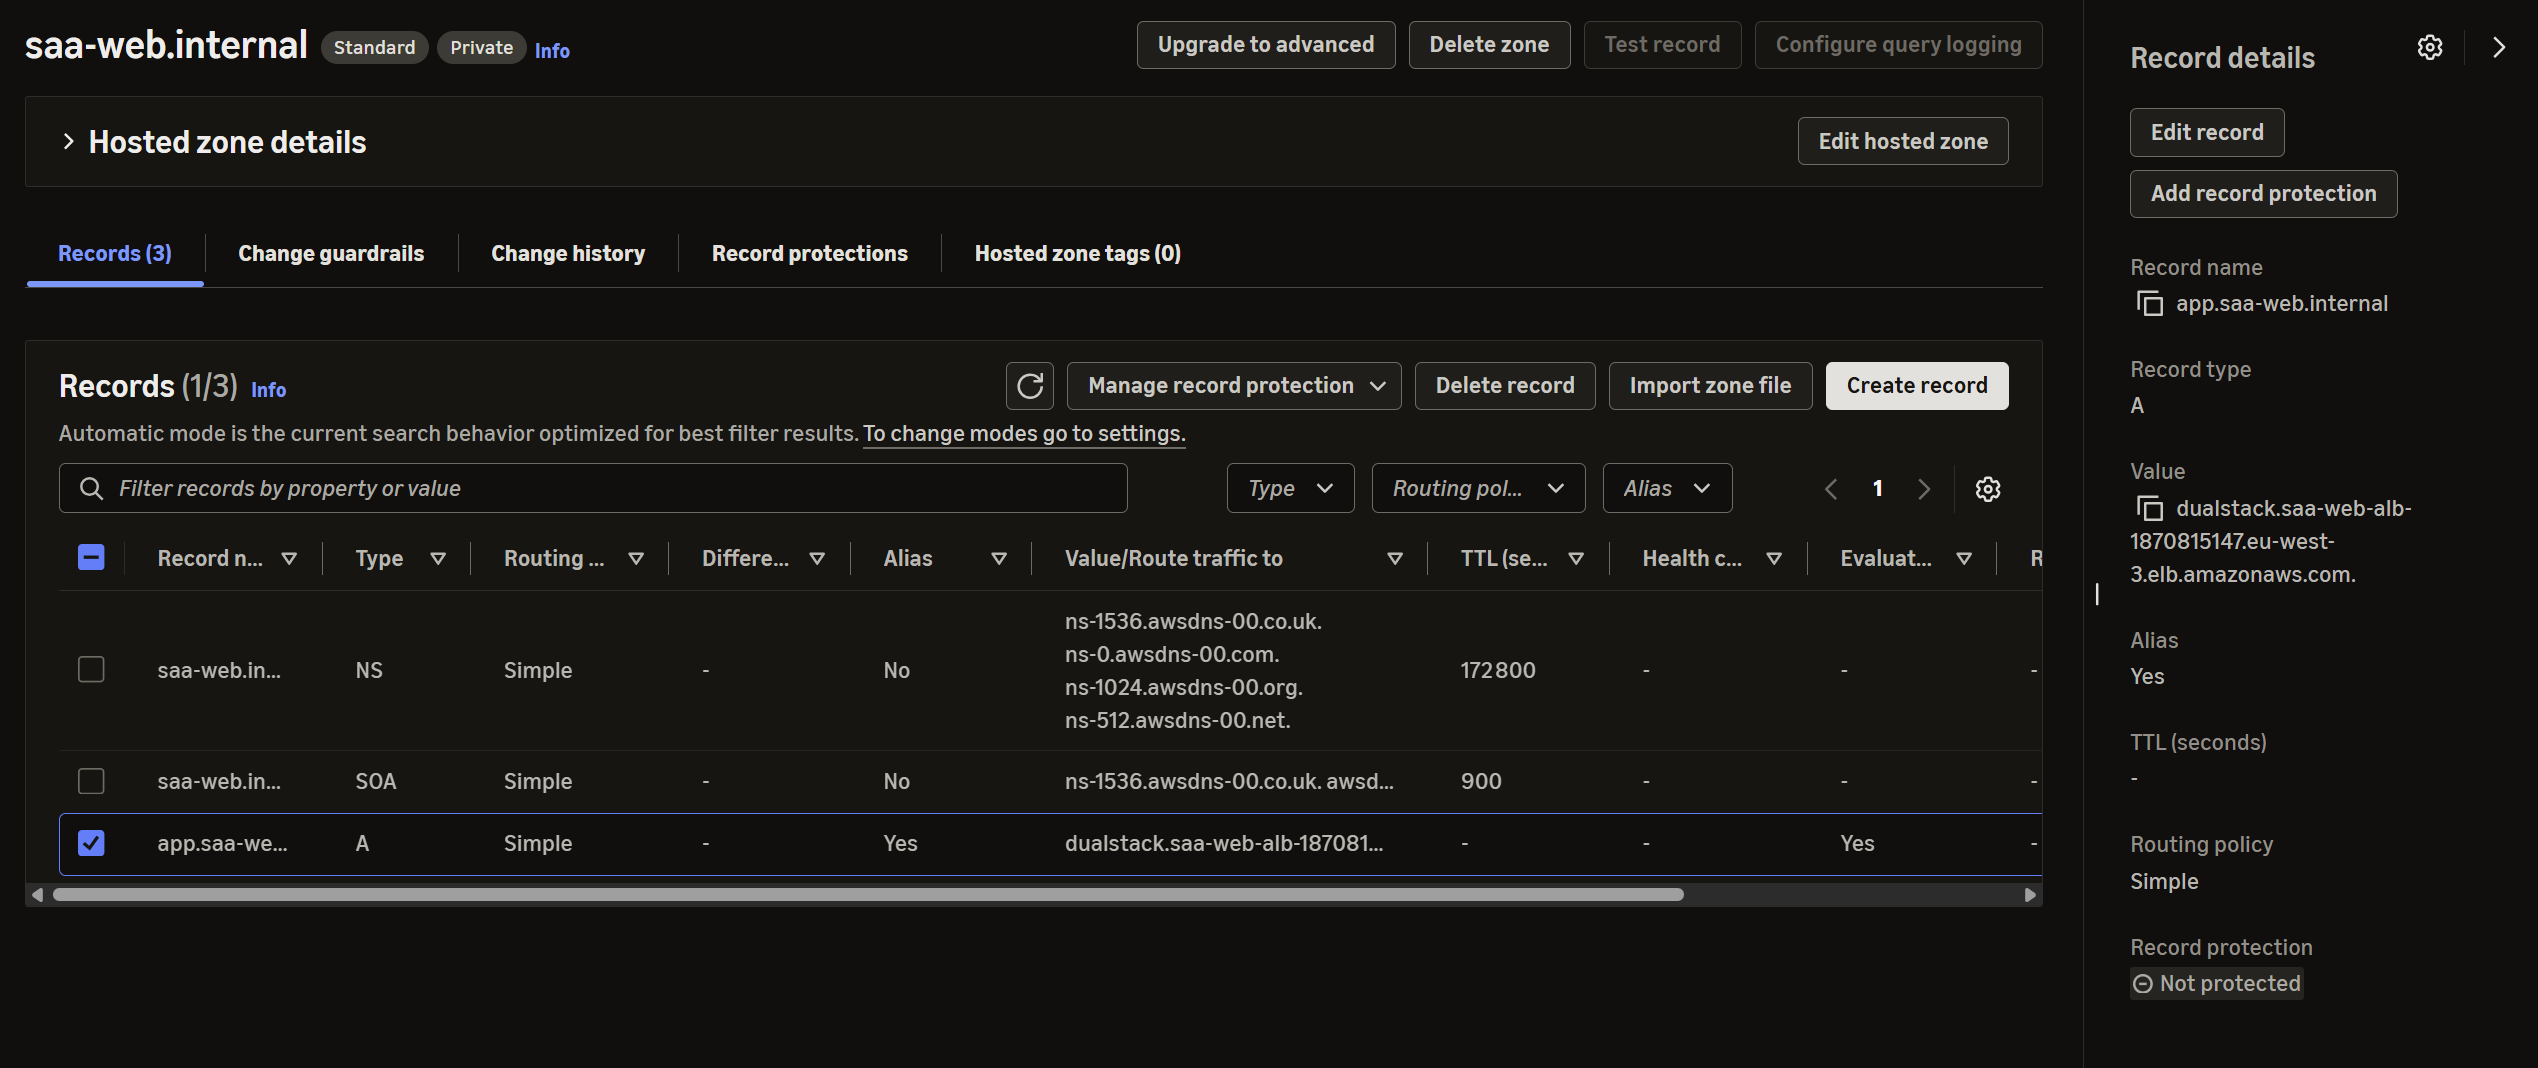 saa-web.internal Standard Private Info
Upgrade to advanced Delete zone Test record Configure query logging
Hosted zone details Edit hosted zone
Records (3) Change guardrails Change history Record protections Hosted zone tags (0)
Records (1/3) Info
Manage record protection Delete record Import zone file Create record
Automatic mode is the current search behavior optimized for best filter results. To change modes go to settings.
Filter records by property or value Type Routing pol... Alias 1
Record n... Type Routing ... Differe... Alias Value/Route traffic to TTL (se... Health c... Evaluat... R
saa-web.in... NS Simple - No ns-1536.awsdns-00.co.uk.
ns-0.awsdns-00.com.
ns-1024.awsdns-00.org.
ns-512.awsdns-00.net.
172800 - - -
saa-web.in... SOA Simple - No ns-1536.awsdns-00.co.uk. awsd... 900 - - -
app.saa-we... A Simple - Yes dualstack.saa-web-alb-187081... - - Yes -
Record details
Edit record
Add record protection
Record name
app.saa-web.internal
Record type
A
Value
dualstack.saa-web-alb-
1870815147.eu-west-
3.elb.amazonaws.com.
Alias
Yes
TTL (seconds)
-
Routing policy
Simple
Record protection
Not protected